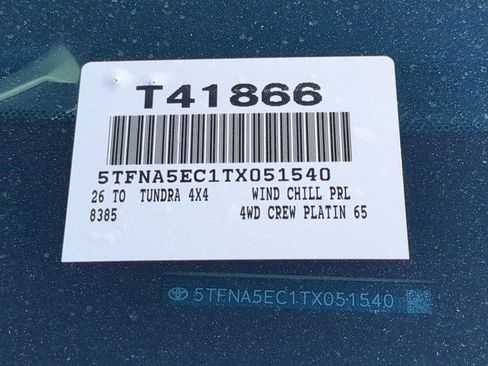 T41866
5TFNA5EC1TX051540
26 TO TUNDRA 4X4 WIND CHILL PRL
8385 4WD CREW PLATIN 65
5TFNA5EC1TX051540